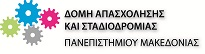 ΔΟΜΗ ΑΠΑΣΧΟΛΗΣΗΣ
ΚΑΙ ΣΤΑΔΙΟΔΡΟΜΙΑΣ
ΠΑΝΕΠΙΣΤΗΜΙΟΥ ΜΑΚΕΔΟΝΙΑΣ